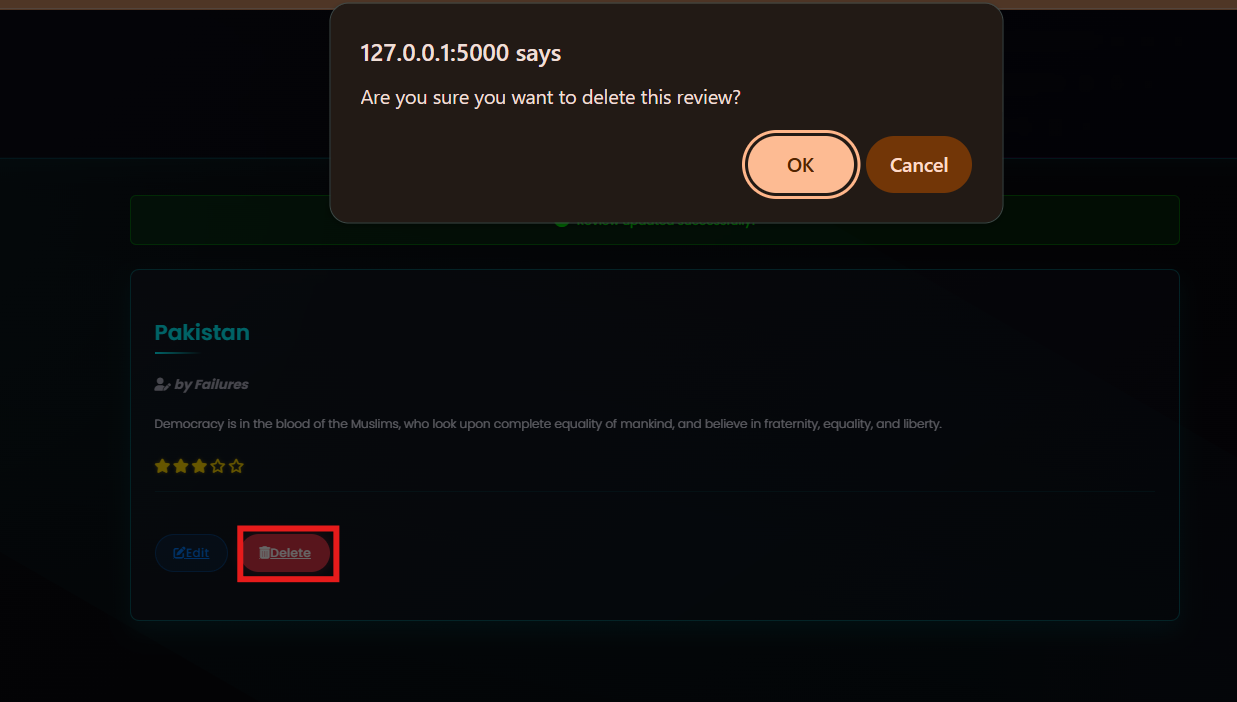 127.0.0.1:5000 says
Are you sure you want to delete this review?
OK
Cancel
Review updated successfully!
Pakistan
by Failures
Democracy is in the blood of the Muslims, who look upon complete equality of mankind, and believe in fraternity, equality, and liberty.
Edit
Delete